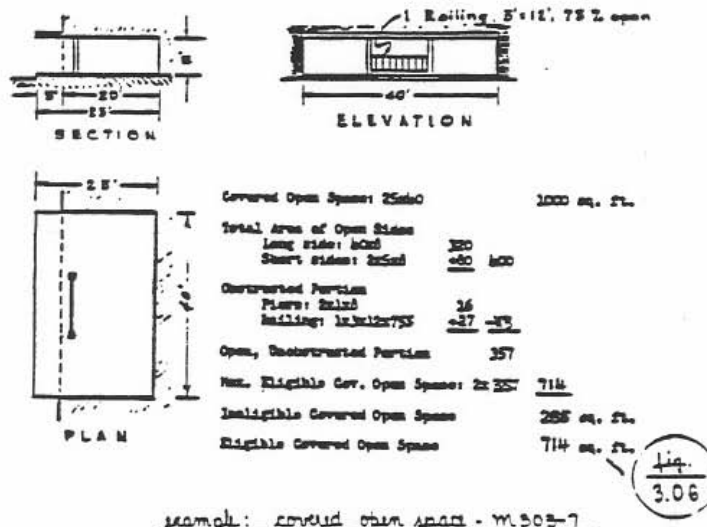 1 Railing, 3'x12', 75% open
8'
5' 20'
25'
SECTION
40'
ELEVATION
25'
40'
PLAN
Covered Open Space: 25x40 1000 sq. ft.
Total Area of Open Sides
Long side: 40x8 320
Short sides: 2x5x8 +80 400
Obstructed Portion
Piers: 2x1x8 16
Railing: 1x3x12x75% +27 -43
Open, Unobstructed Portion 357
Max. Eligible Cov. Open Space: 2x357 714
Ineligible Covered Open Space 286 sq. ft.
Eligible Covered Open Space 714 sq. ft.
fig.
3.06
example: covered open space - M303-7